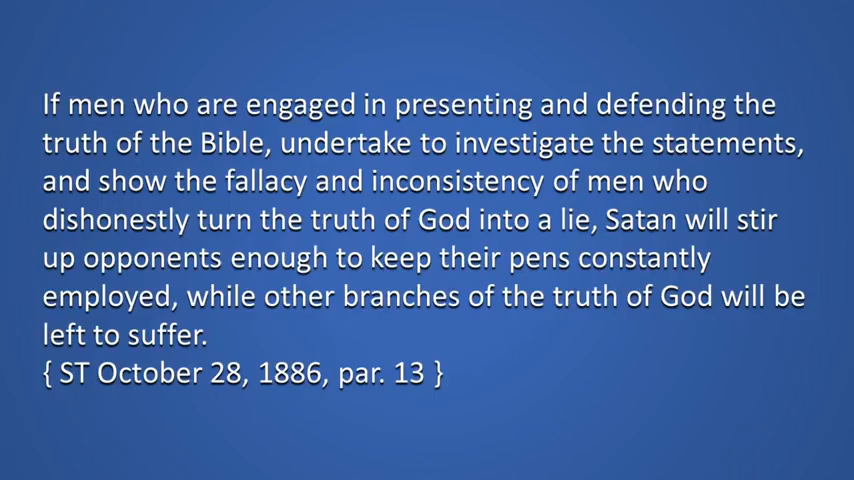 If men who are engaged in presenting and defending the
truth of the Bible, undertake to investigate the statements,
and show the fallacy and inconsistency of men who
dishonestly turn the truth of God into a lie, Satan will stir
up opponents enough to keep their pens constantly
employed, while other branches of the truth of God will be
left to suffer.
{ ST October 28, 1886, par. 13 }